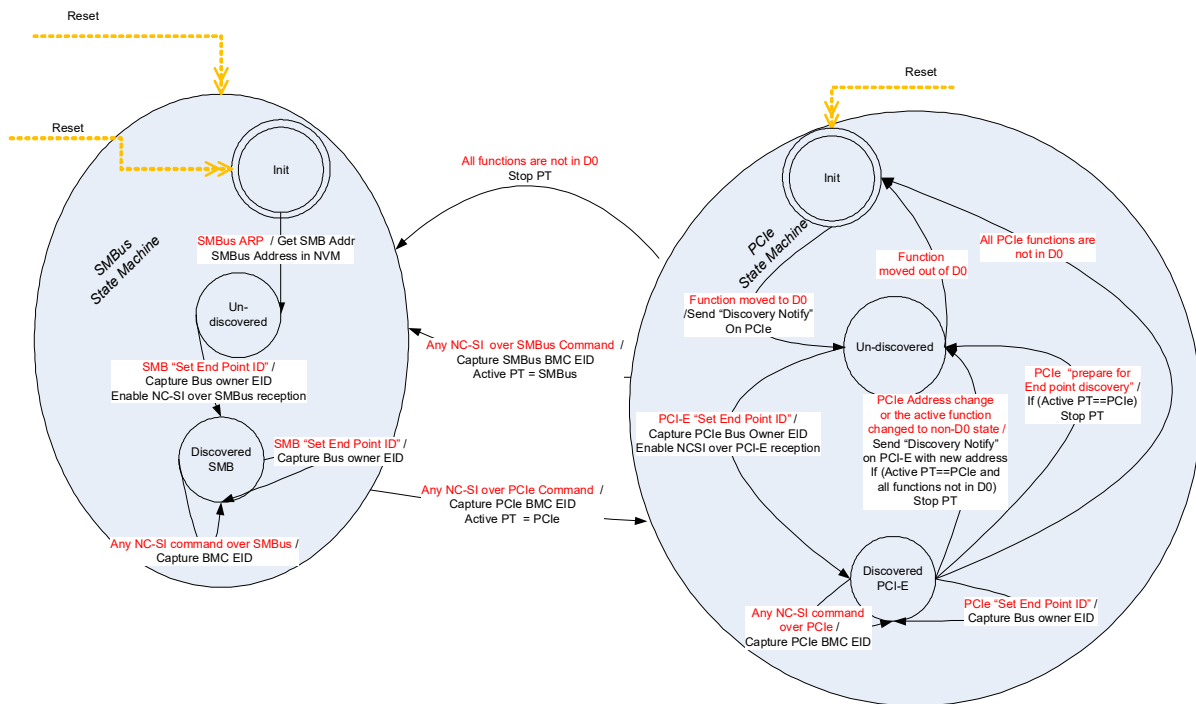 Reset
Reset
Init
SMBus
State Machine
SMBus ARP / Get SMB Addr
SMBus Address in NVM
Un-
discovered
SMB “Set End Point ID” /
Capture Bus owner EID
Enable NC-SI over SMBus reception
Discovered
SMB
SMB “Set End Point ID” /
Capture Bus owner EID
Any NC-SI command over SMBus /
Capture BMC EID
All functions are not in D0
Stop PT
Any NC-SI over SMBus Command /
Capture SMBus BMC EID
Active PT = SMBus
Any NC-SI over PCIe Command /
Capture PCIe BMC EID
Active PT = PCIe
Reset
Init
PCIe
State Machine
Function moved to D0
/Send “Discovery Notify”
On PCIe
Function
moved out of D0
All PCIe functions are
not in D0
Un-discovered
PCI-E “Set End Point ID” /
Capture PCIe Bus Owner EID
Enable NCSI over PCI-E reception
PCIe Address change
or the active function
changed to non-D0 state /
Send “Discovery Notify”
on PCI-E with new address
If (Active PT==PCIe and
all functions not in D0)
Stop PT
PCIe “prepare for
End point discovery” /
If (Active PT==PCIe)
Stop PT
Discovered
PCI-E
Any NC-SI command
over PCIe /
Capture PCIe BMC EID
PCIe “Set End Point ID” /
Capture Bus owner EID